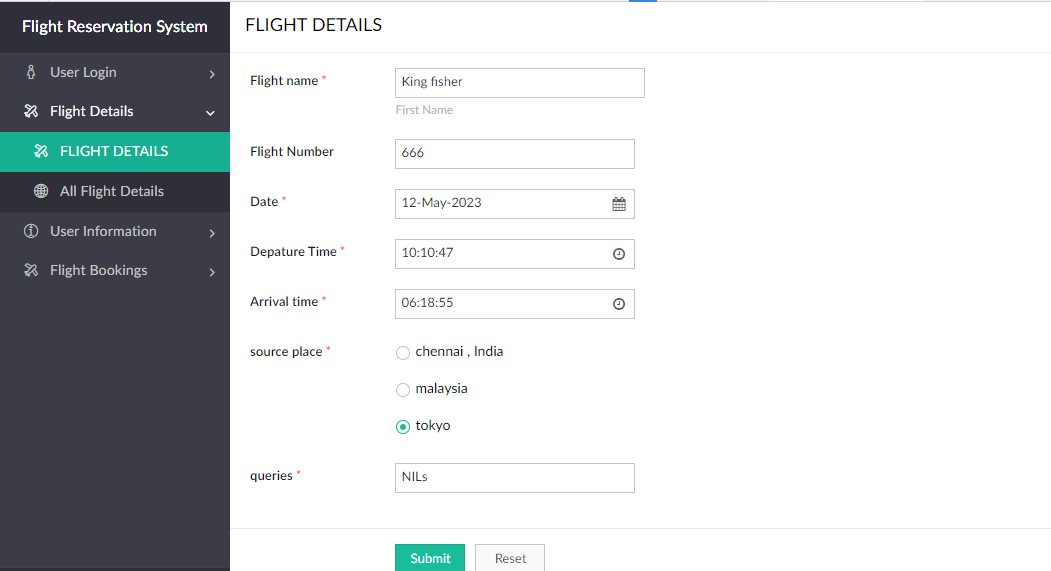 Flight Reservation System
User Login
Flight Details
FLIGHT DETAILS
All Flight Details
User Information
Flight Bookings
FLIGHT DETAILS
Flight name *
King fisher
First Name
Flight Number
666
Date *
12-May-2023
Depature Time *
10:10:47
Arrival time *
06:18:55
source place *
chennai , India
malaysia
tokyo
queries *
NILs
Submit
Reset